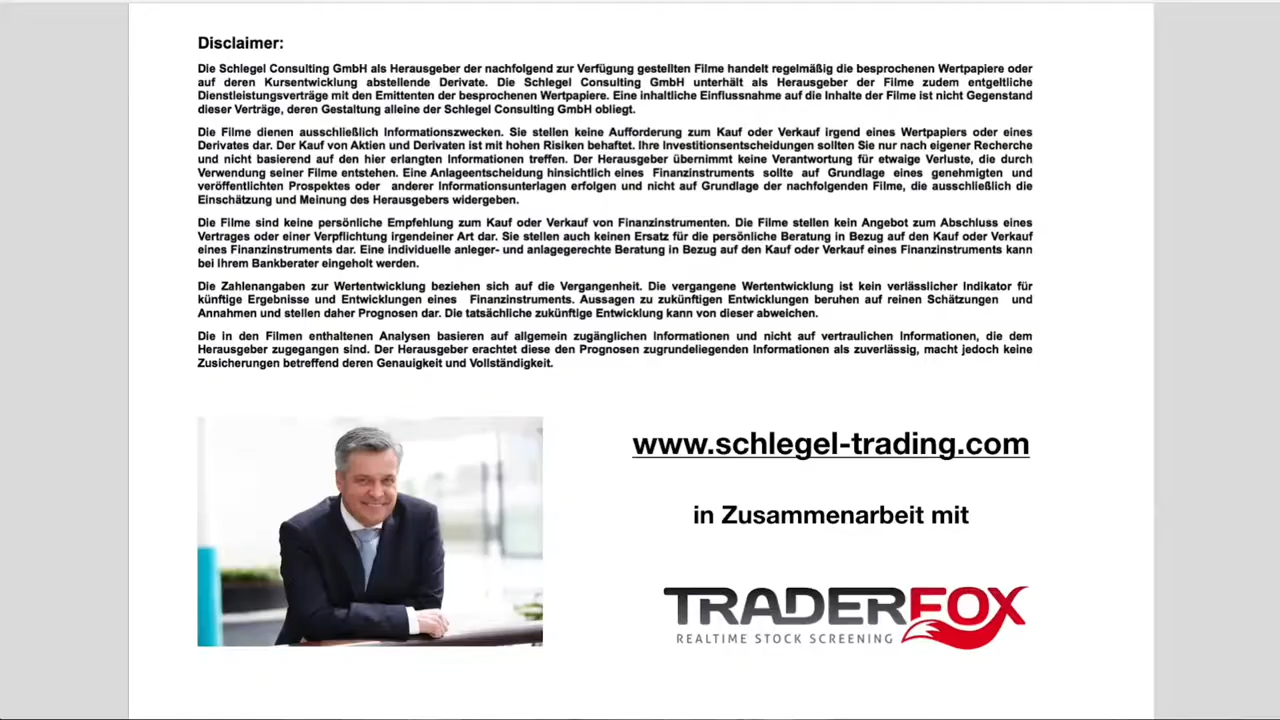 Disclaimer:
Die Schlegel Consulting GmbH als Herausgeber der nachfolgend zur Verfügung gestellten Filme handelt regelmäßig die besprochenen Wertpapiere oder
auf deren Kursentwicklung abstellende Derivate. Die Schlegel Consulting GmbH unterhält als Herausgeber der Filme zudem entgeltliche
Dienstleistungsverträge mit den Emittenten der besprochenen Wertpapiere. Eine inhaltliche Einflussnahme auf die Inhalte der Filme ist nicht Gegenstand
dieser Verträge, deren Gestaltung alleine der Schlegel Consulting GmbH obliegt.
Die Filme dienen ausschließlich Informationszwecken. Sie stellen keine Aufforderung zum Kauf oder Verkauf irgend eines Wertpapiers oder eines
Derivates dar. Der Kauf von Aktien und Derivaten ist mit hohen Risiken behaftet. Ihre Investitionsentscheidungen sollten Sie nur nach eigener Recherche
und nicht basierend auf den hier erlangten Informationen treffen. Der Herausgeber übernimmt keine Verantwortung für etwaige Verluste, die durch
Verwendung seiner Filme entstehen. Eine Anlageentscheidung hinsichtlich eines Finanzinstruments sollte auf Grundlage eines genehmigten und
veröffentlichten Prospektes oder anderer Informationsunterlagen erfolgen und nicht auf Grundlage der nachfolgenden Filme, die ausschließlich die
Einschätzung und Meinung des Herausgebers widergeben.
Die Filme sind keine persönliche Empfehlung zum Kauf oder Verkauf von Finanzinstrumenten. Die Filme stellen kein Angebot zum Abschluss eines
Vertrages oder einer Verpflichtung irgendeiner Art dar. Sie stellen auch keinen Ersatz für die persönliche Beratung in Bezug auf den Kauf oder Verkauf
eines Finanzinstruments dar. Eine individuelle anleger- und anlagegerechte Beratung in Bezug auf den Kauf oder Verkauf eines Finanzinstruments kann
bei Ihrem Bankberater eingeholt werden.
Die Zahlenangaben zur Wertentwicklung beziehen sich auf die Vergangenheit. Die vergangene Wertentwicklung ist kein verlässlicher Indikator für
künftige Ergebnisse und Entwicklungen eines Finanzinstruments. Aussagen zu zukünftigen Entwicklungen beruhen auf reinen Schätzungen und
Annahmen und stellen daher Prognosen dar. Die tatsächliche zukünftige Entwicklung kann von dieser abweichen.
Die in den Filmen enthaltenen Analysen basieren auf allgemein zugänglichen Informationen und nicht auf vertraulichen Informationen, die dem
Herausgeber zugegangen sind. Der Herausgeber erachtet diese den Prognosen zugrundeliegenden Informationen als zuverlässig, macht jedoch keine
Zusicherungen betreffend deren Genauigkeit und Vollständigkeit.
www.schlegel-trading.com
in Zusammenarbeit mit
TRADERFOX
REALTIME STOCK SCREENING